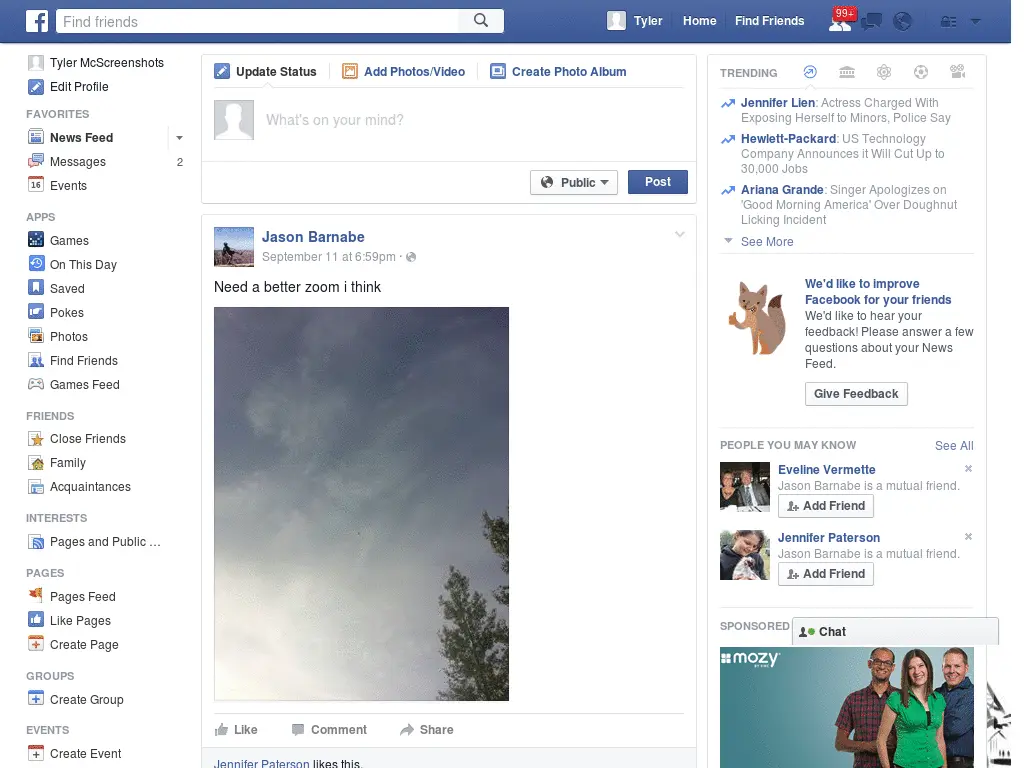 Find friends
Tyler
Home
Find Friends
99+
Tyler McScreenshots
Edit Profile
FAVORITES
News Feed
Messages
2
16
Events
APPS
Games
On This Day
Saved
Pokes
Photos
Find Friends
Games Feed
FRIENDS
Close Friends
Family
Acquaintances
INTERESTS
Pages and Public ...
PAGES
Pages Feed
Like Pages
Create Page
GROUPS
Create Group
EVENTS
Create Event
Update Status
Add Photos/Video
Create Photo Album
What's on your mind?
Public
Post
Jason Barnabe
September 11 at 6:59pm ·
Need a better zoom i think
Like
Comment
Share
Jennifer Paterson likes this.
TRENDING
Jennifer Lien: Actress Charged With
Exposing Herself to Minors, Police Say
Hewlett-Packard: US Technology
Company Announces it Will Cut Up to
30,000 Jobs
Ariana Grande: Singer Apologizes on
'Good Morning America' Over Doughnut
Licking Incident
See More
We'd like to improve
Facebook for your friends
We'd like to hear your
feedback! Please answer a few
questions about your News
Feed.
Give Feedback
PEOPLE YOU MAY KNOW
See All
Eveline Vermette
Jason Barnabe is a mutual friend.
Add Friend
Jennifer Paterson
Jason Barnabe is a mutual friend.
Add Friend
SPONSORED
Chat
mozy
BY EMC